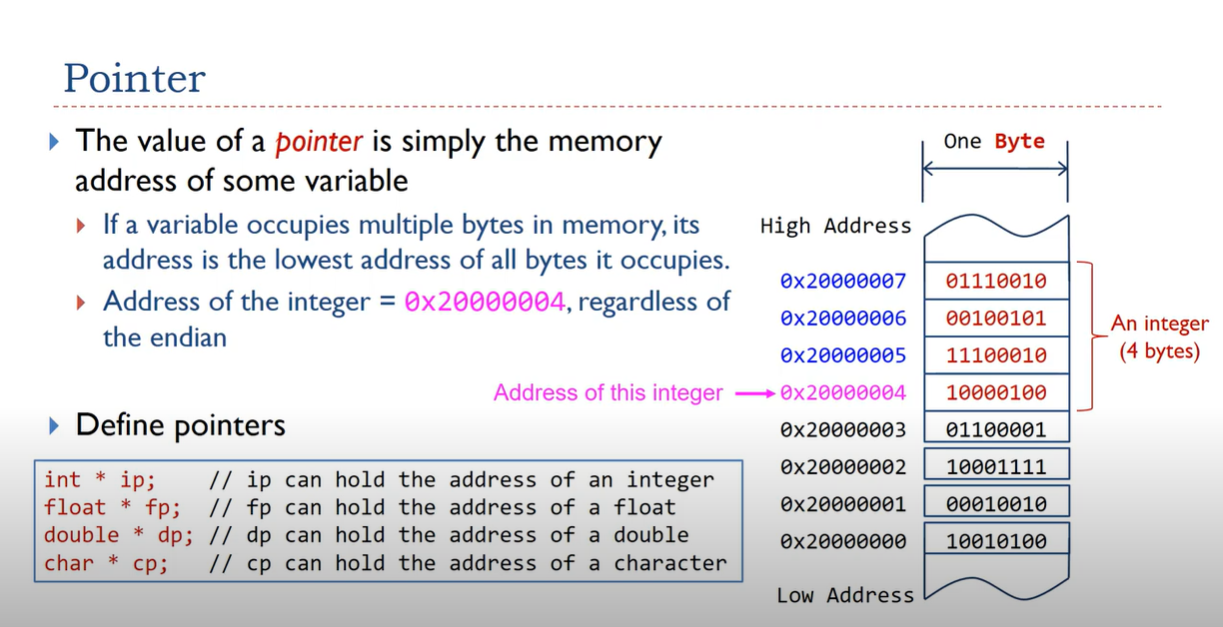 Pointer
The value of a pointer is simply the memory
address of some variable
If a variable occupies multiple bytes in memory, its
address is the lowest address of all bytes it occupies.
Address of the integer = 0x20000004, regardless of
the endian
Define pointers
int * ip;    // ip can hold the address of an integer
float * fp;  // fp can hold the address of a float
double * dp; // dp can hold the address of a double
char * cp;   // cp can hold the address of a character
One Byte
High Address
0x20000007 01110010
0x20000006 00100101
0x20000005 11100010
Address of this integer 0x20000004 10000100
An integer
(4 bytes)
0x20000003 01100001
0x20000002 10001111
0x20000001 00010010
0x20000000 10010100
Low Address